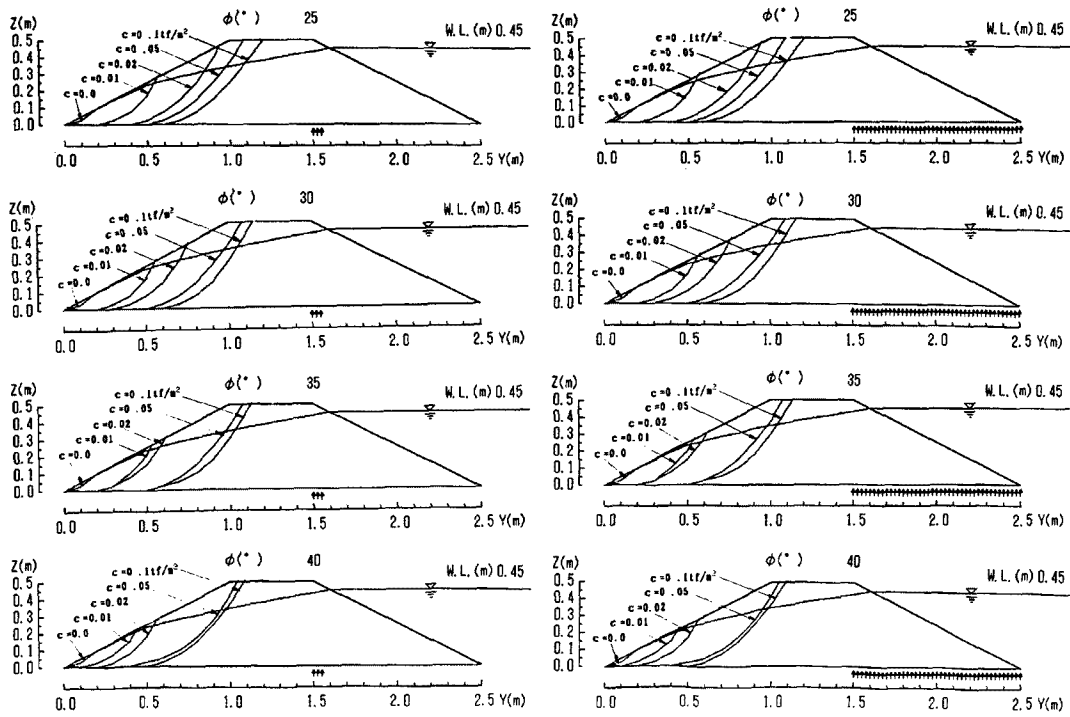 Z(m) φ(°) 25 W.L.(m)0.45
0.5
0.4
0.3
0.2
0.1
0.0
c=0.1tf/m²
c=0.05
c=0.02
c=0.01
c=0.0
0.0 0.5 1.0 1.5 2.0 2.5 Y(m)
Z(m) φ(°) 25 W.L.(m)0.45
0.5
0.4
0.3
0.2
0.1
0.0
c=0.1tf/m²
c=0.05
c=0.02
c=0.01
c=0.0
0.0 0.5 1.0 1.5 2.0 2.5 Y(m)
Z(m) φ(°) 30 W.L.(m)0.45
0.5
0.4
0.3
0.2
0.1
0.0
c=0.1tf/m²
c=0.05
c=0.02
c=0.01
c=0.0
0.0 0.5 1.0 1.5 2.0 2.5 Y(m)
Z(m) φ(°) 30 W.L.(m)0.45
0.5
0.4
0.3
0.2
0.1
0.0
c=0.1tf/m²
c=0.05
c=0.02
c=0.01
c=0.0
0.0 0.5 1.0 1.5 2.0 2.5 Y(m)
Z(m) φ(°) 35 W.L.(m)0.45
0.5
0.4
0.3
0.2
0.1
0.0
c=0.1tf/m²
c=0.05
c=0.02
c=0.01
c=0.0
0.0 0.5 1.0 1.5 2.0 2.5 Y(m)
Z(m) φ(°) 35 W.L.(m)0.45
0.5
0.4
0.3
0.2
0.1
0.0
c=0.1tf/m²
c=0.05
c=0.02
c=0.01
c=0.0
0.0 0.5 1.0 1.5 2.0 2.5 Y(m)
Z(m) φ(°) 40 W.L.(m)0.45
0.5
0.4
0.3
0.2
0.1
0.0
c=0.1tf/m²
c=0.05
c=0.02
c=0.01
c=0.0
0.0 0.5 1.0 1.5 2.0 2.5 Y(m)
Z(m) φ(°) 40 W.L.(m)0.45
0.5
0.4
0.3
0.2
0.1
0.0
c=0.1tf/m²
c=0.05
c=0.02
c=0.01
c=0.0
0.0 0.5 1.0 1.5 2.0 2.5 Y(m)